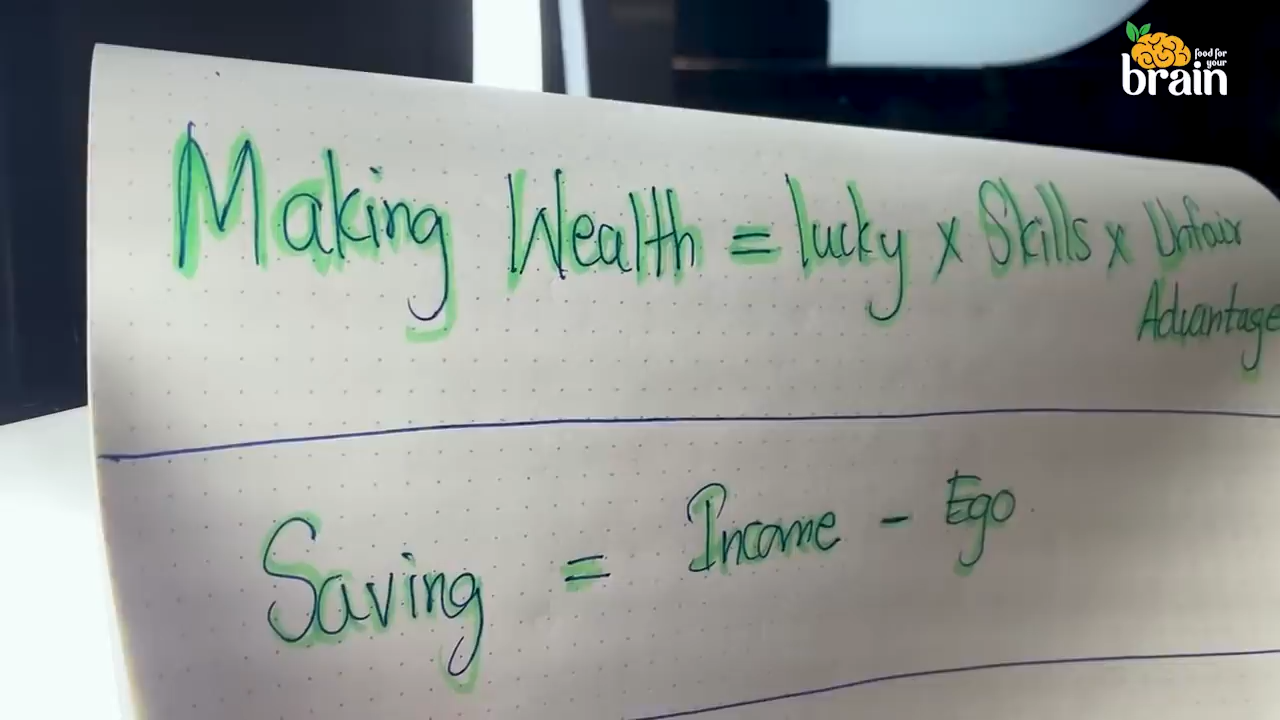 food for
your
brain
Making Wealth = lucky x Skills x Unfair
Advantage
Saving = Income - Ego